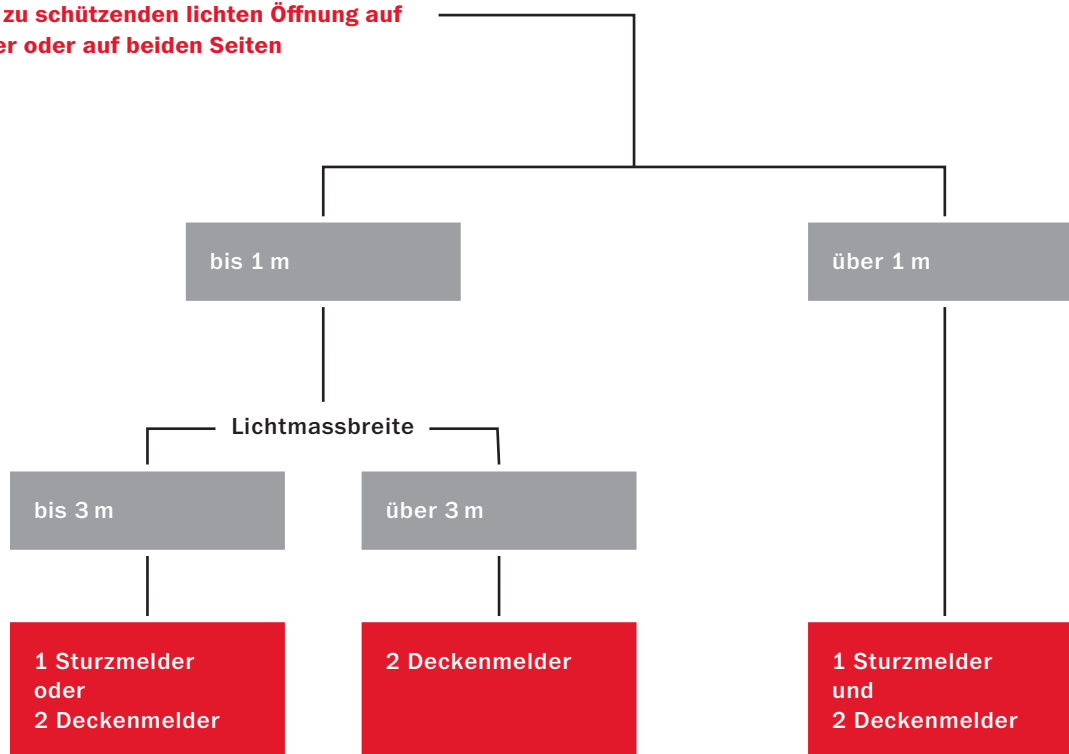 zu schützenden lichten Öffnung auf
oder auf beiden Seiten
bis 1 m
über 1 m
Lichtmassbreite
bis 3 m
über 3 m
1 Sturzmelder
oder
2 Deckenmelder
2 Deckenmelder
1 Sturzmelder
und
2 Deckenmelder